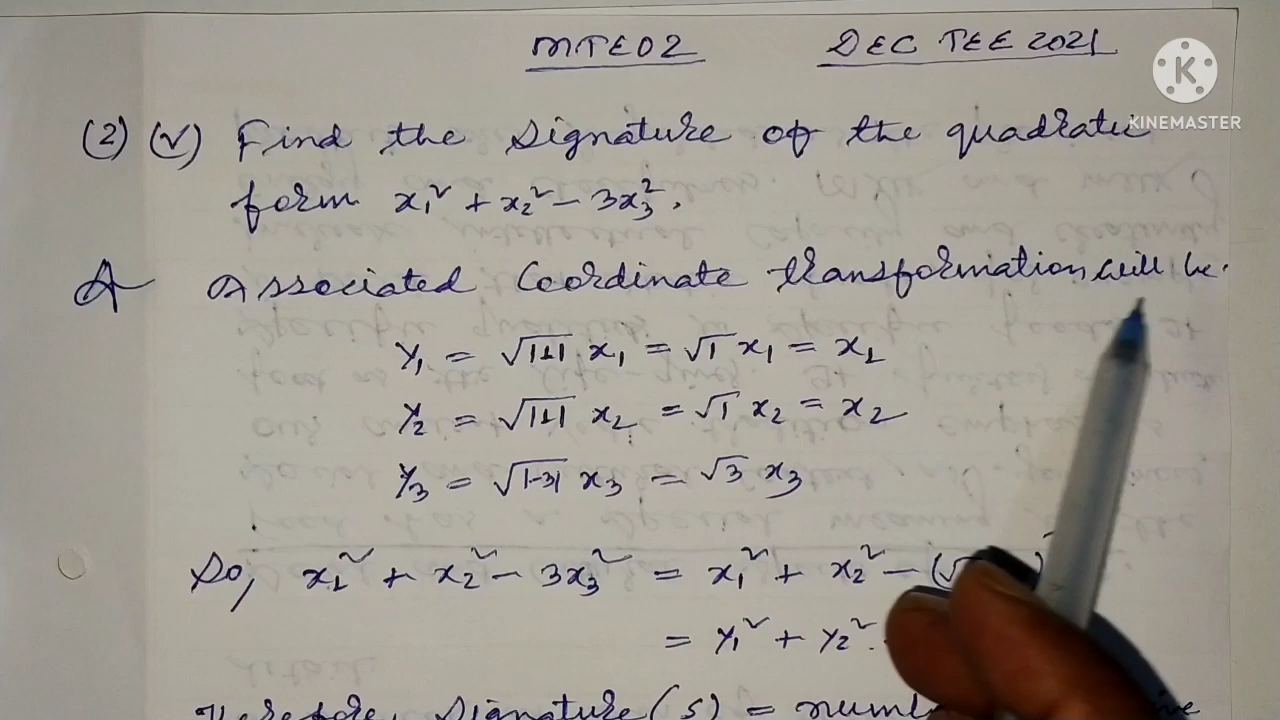 MTE02 DEC TEE 2021
KINEMASTER
(2) (v) Find the signature of the quadratic
form x₁² + x₂² - 3x₃².
A Associated Coordinate transformation will be.
y₁ = √|1| x₁ = √1 x₁ = x₁
y₂ = √|1| x₂ = √1 x₂ = x₂
y₃ = √|-3| x₃ = √3 x₃
So, x₁² + x₂² - 3x₃² = x₁² + x₂² - (√
= y₁² + y₂²
Therefore, Signature (s) =